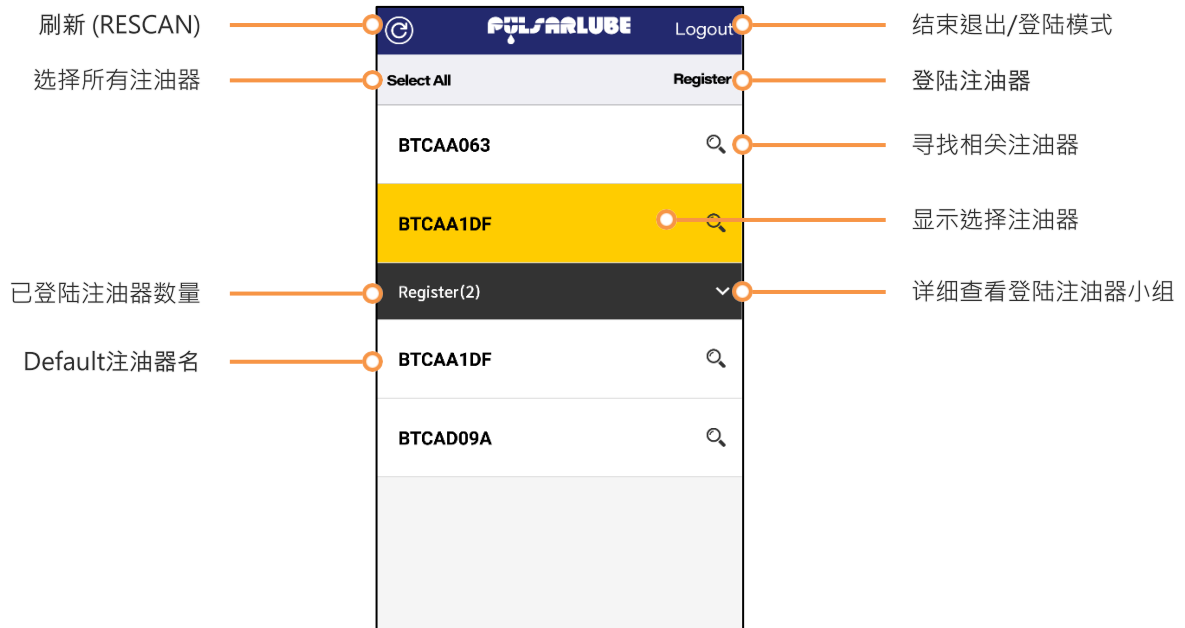 刷新 (RESCAN)
PULSARLUBE
Logout
结束退出/登陆模式
选择所有注油器
Select All
Register
登陆注油器
BTCAA063
寻找相关注油器
BTCAA1DF
显示选择注油器
已登陆注油器数量
Register(2)
详细查看登陆注油器小组
Default注油器名
BTCAA1DF
BTCAD09A